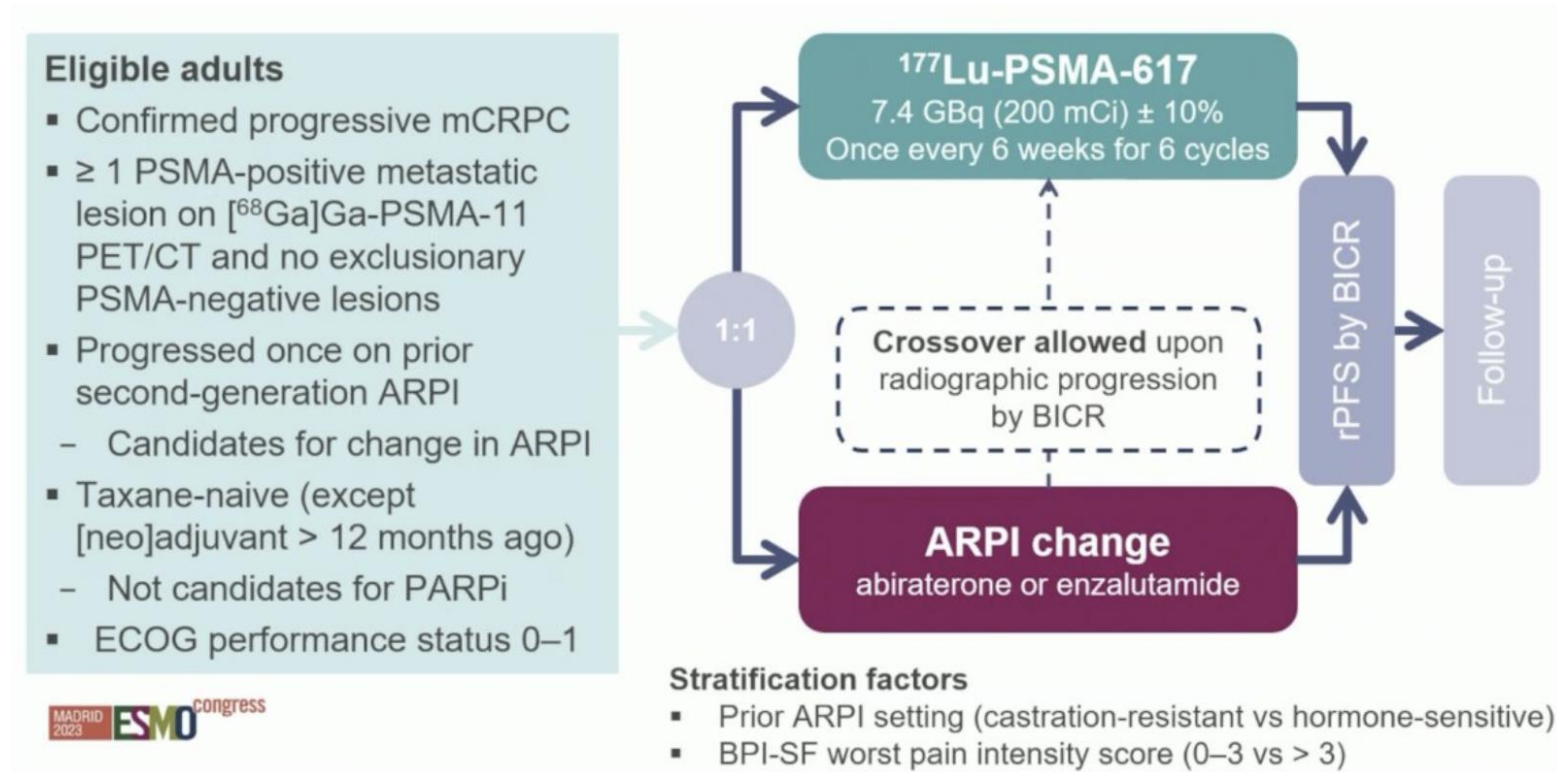 Eligible adults
▪ Confirmed progressive mCRPC
▪ ≥ 1 PSMA-positive metastatic
lesion on [⁶⁸Ga]Ga-PSMA-11
PET/CT and no exclusionary
PSMA-negative lesions
▪ Progressed once on prior
second-generation ARPI
– Candidates for change in ARPI
▪ Taxane-naive (except
[neo]adjuvant > 12 months ago)
– Not candidates for PARPi
▪ ECOG performance status 0–1
1:1
¹⁷⁷Lu-PSMA-617
7.4 GBq (200 mCi) ± 10%
Once every 6 weeks for 6 cycles
Crossover allowed upon
radiographic progression
by BICR
ARPI change
abiraterone or enzalutamide
rPFS by BICR
Follow-up
Stratification factors
▪ Prior ARPI setting (castration-resistant vs hormone-sensitive)
▪ BPI-SF worst pain intensity score (0–3 vs > 3)
MADRID
2023
ESMO congress